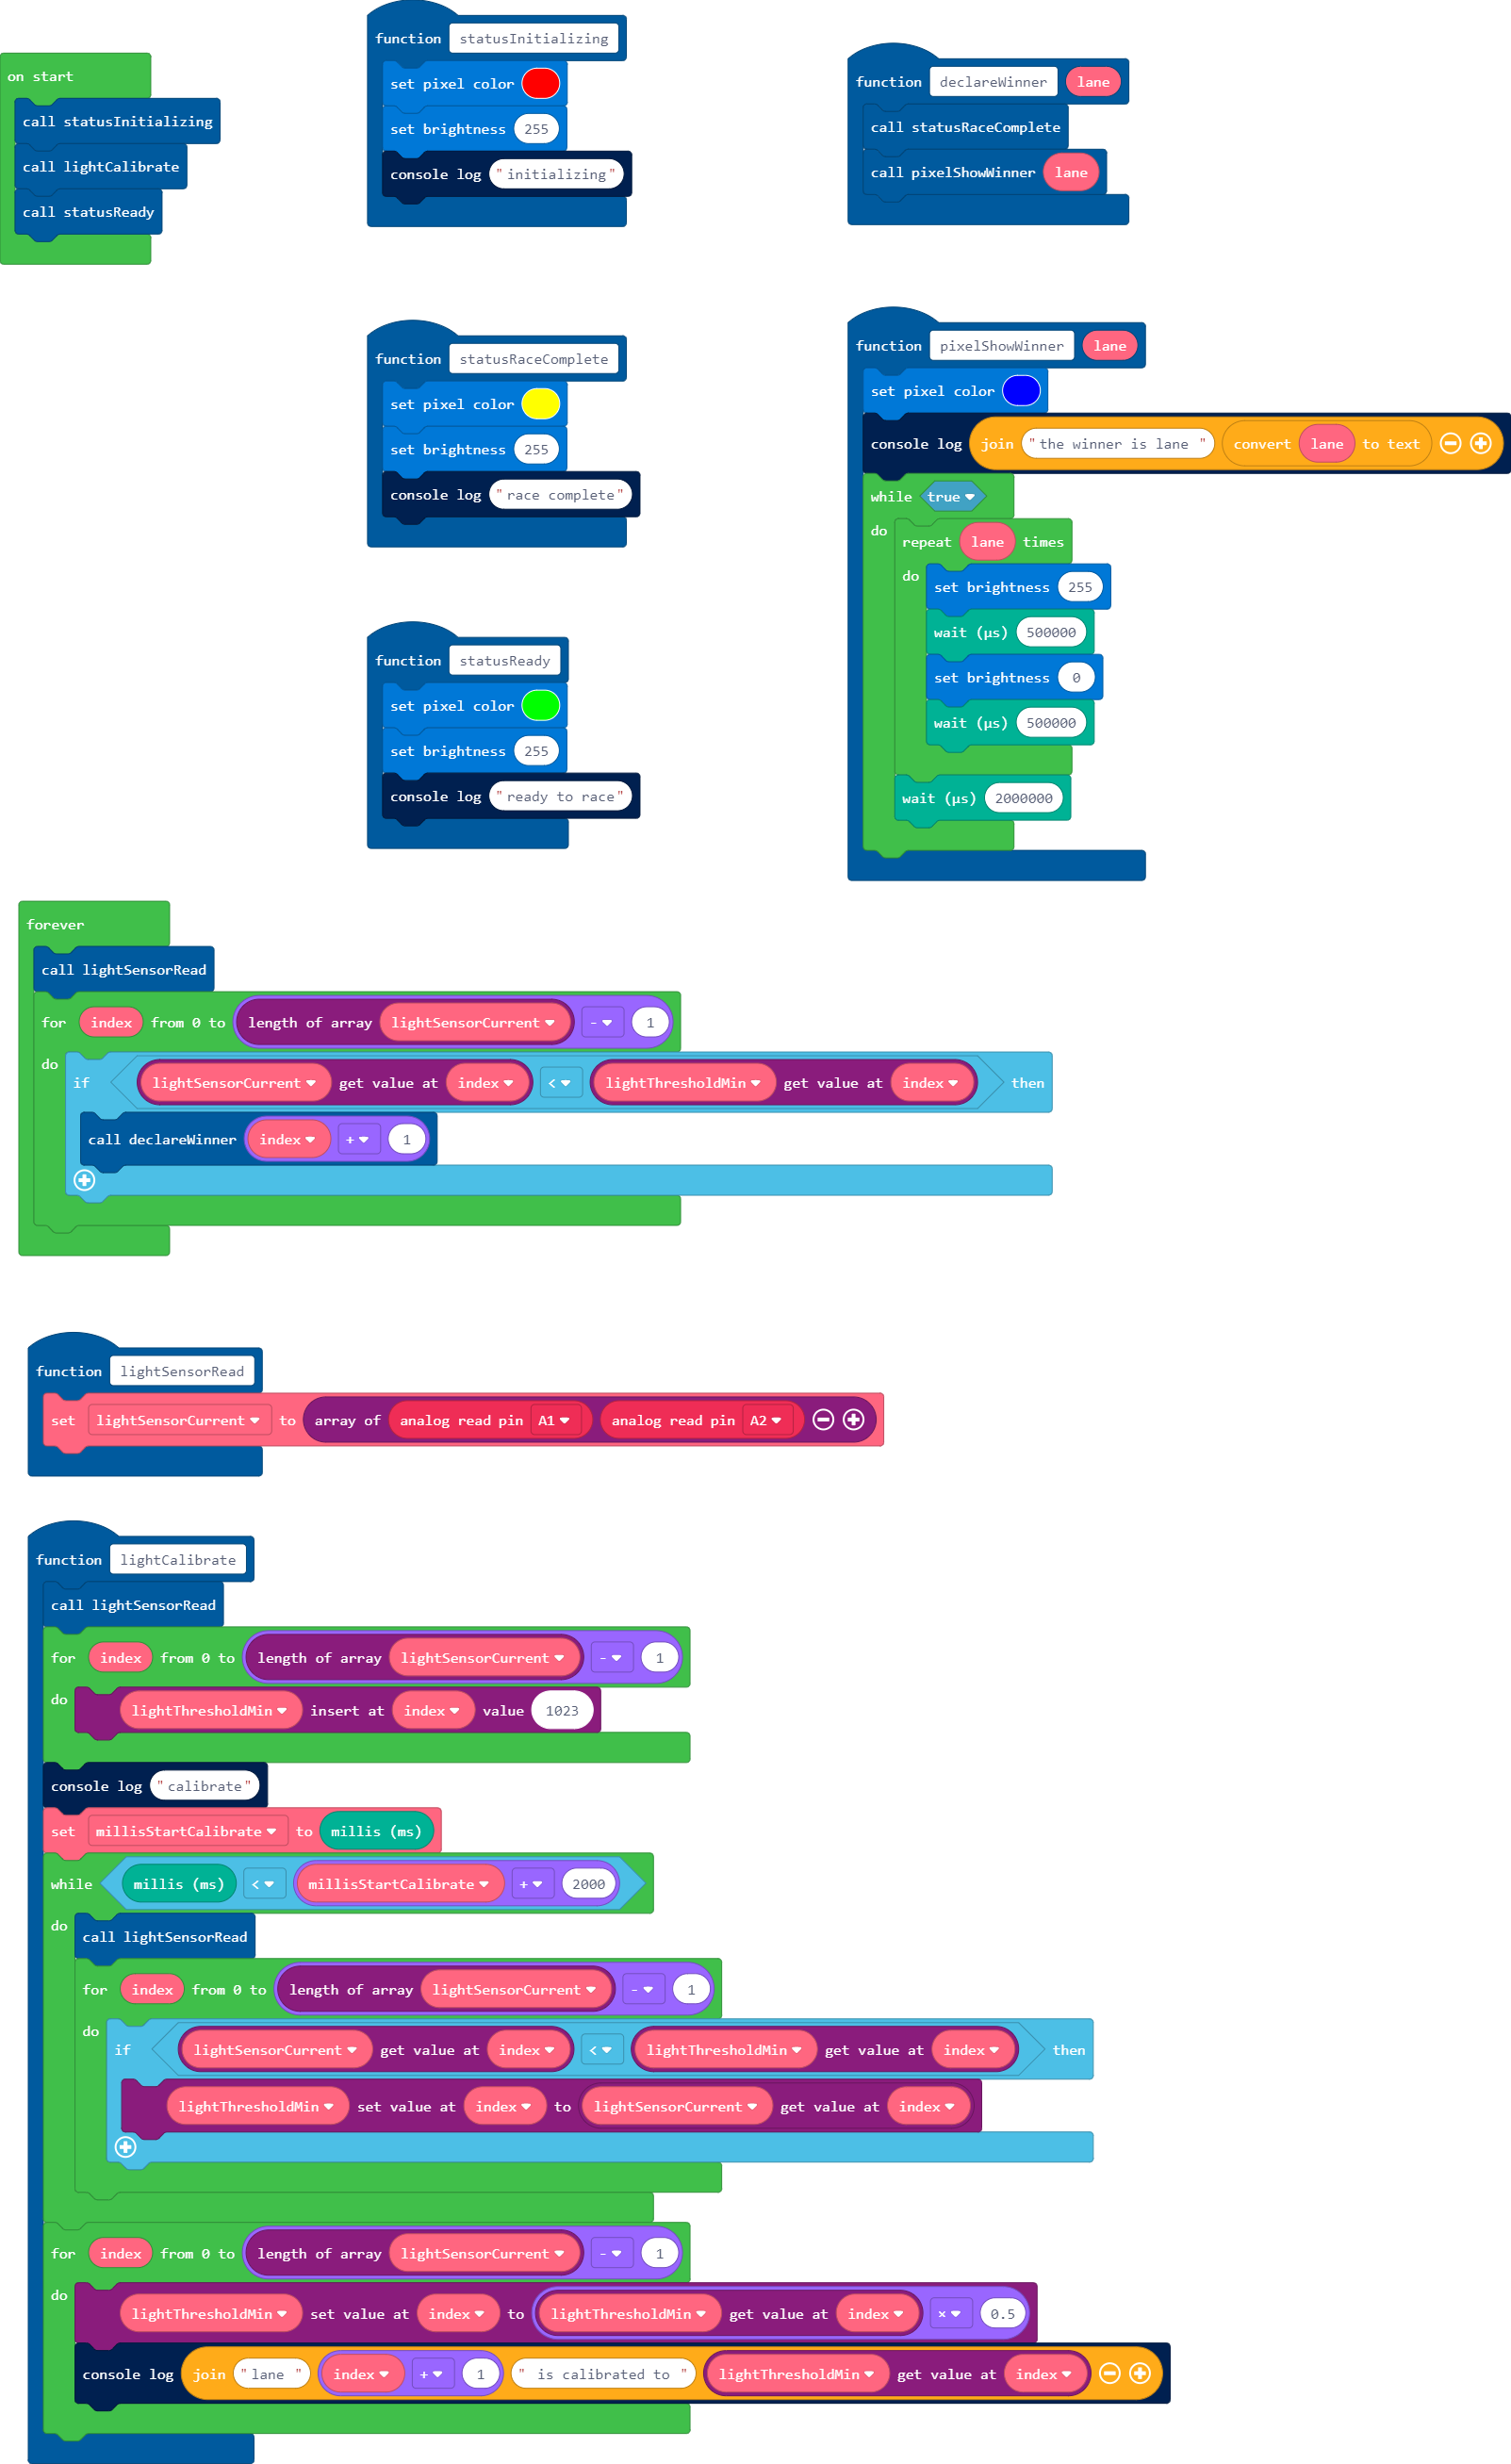 on start
call statusInitializing
call lightCalibrate
call statusReady
function statusInitializing
set pixel color
set brightness 255
console log "initializing"
function declareWinner lane
call statusRaceComplete
call pixelShowWinner lane
function statusRaceComplete
set pixel color
set brightness 255
console log "race complete"
function statusReady
set pixel color
set brightness 255
console log "ready to race"
function pixelShowWinner lane
set pixel color
console log join "the winner is lane " convert lane to text
while true
do
repeat lane times
do
set brightness 255
wait (µs) 500000
set brightness 0
wait (µs) 500000
wait (µs) 2000000
forever
call lightSensorRead
for index from 0 to length of array lightSensorCurrent - 1
do
if lightSensorCurrent get value at index < lightThresholdMin get value at index then
call declareWinner index + 1
function lightSensorRead
set lightSensorCurrent to array of analog read pin A1 analog read pin A2
function lightCalibrate
call lightSensorRead
for index from 0 to length of array lightSensorCurrent - 1
do
lightThresholdMin insert at index value 1023
console log "calibrate"
set millisStartCalibrate to millis (ms)
while millis (ms) < millisStartCalibrate + 2000
do
call lightSensorRead
for index from 0 to length of array lightSensorCurrent - 1
do
if lightSensorCurrent get value at index < lightThresholdMin get value at index then
lightThresholdMin set value at index to lightSensorCurrent get value at index
for index from 0 to length of array lightSensorCurrent - 1
do
lightThresholdMin set value at index to lightThresholdMin get value at index × 0.5
console log join "lane " index + 1 " is calibrated to " lightThresholdMin get value at index